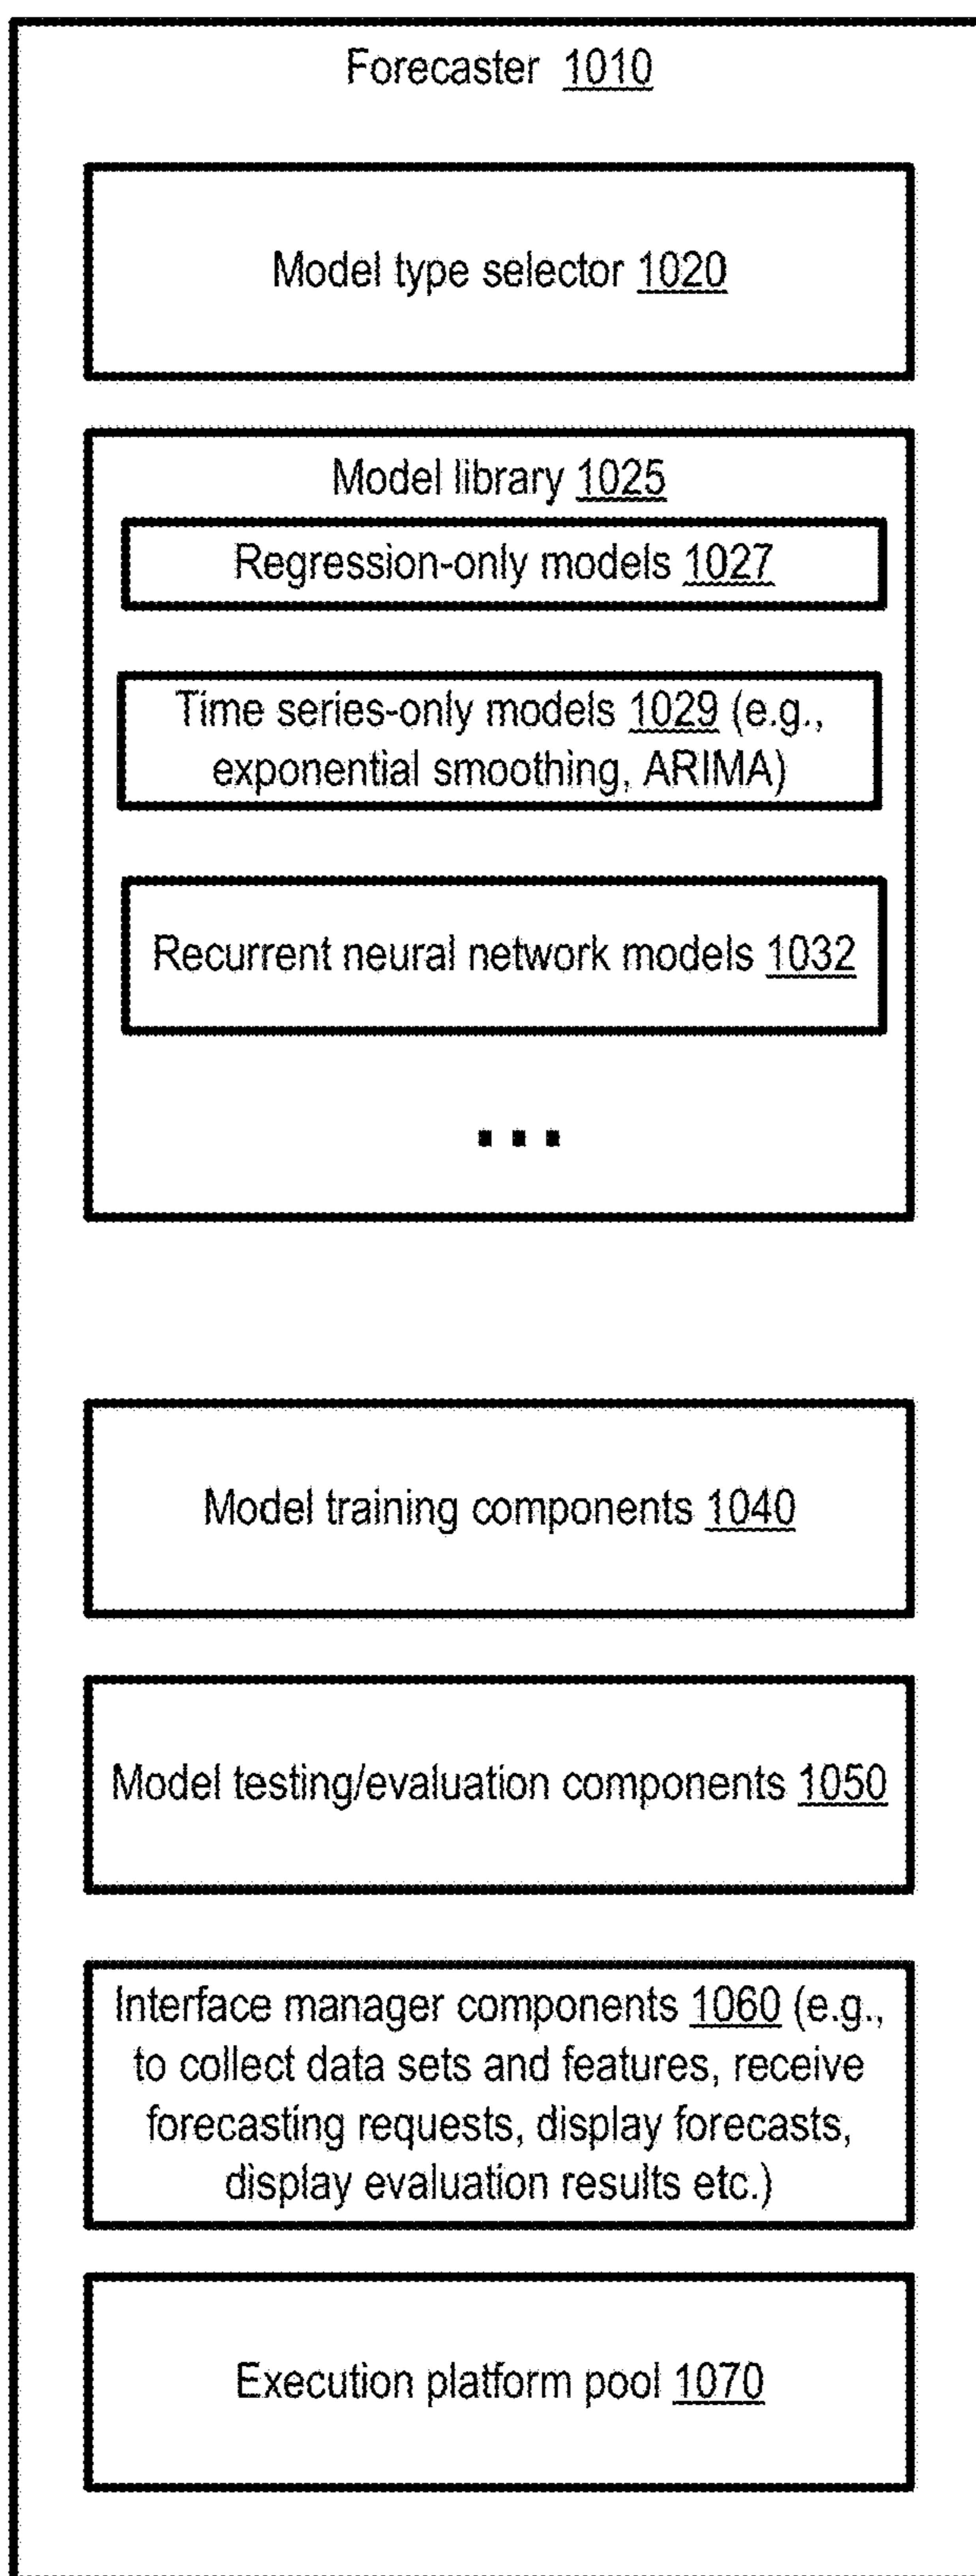 Forecaster 1010
Model type selector 1020
Model library 1025
Regression-only models 1027
Time series-only models 1029 (e.g.,
exponential smoothing, ARIMA)
Recurrent neural network models 1032
...
Model training components 1040
Model testing/evaluation components 1050
Interface manager components 1060 (e.g.,
to collect data sets and features, receive
forecasting requests, display forecasts,
display evaluation results etc.)
Execution platform pool 1070